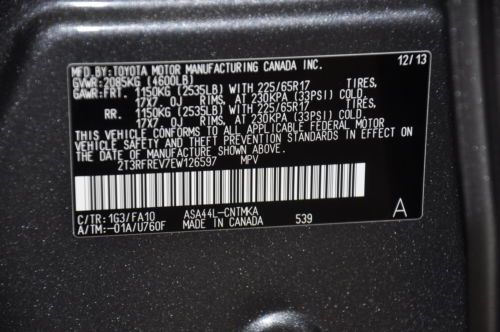 MFD.BY:TOYOTA MOTOR MANUFACTURING CANADA INC. 12/13
GVWR: 2085KG (4600LB)
GAWR: FRT. 1150KG (2535LB) WITH 225/65R17 TIRES,
17X7 OJ RIMS, AT 230KPA (33PSI) COLD.
RR. 1150KG (2535LB) WITH 225/65R17 TIRES,
17X7 OJ RIMS, AT 230KPA (33PSI) COLD.
THIS VEHICLE CONFORMS TO ALL APPLICABLE FEDERAL MOTOR
VEHICLE SAFETY AND THEFT PREVENTION STANDARDS IN EFFECT
ON THE DATE OF MANUFACTURE SHOWN ABOVE.
2T3RFREV7EW126597 MPV
C/TR: 1G3/FA10 ASA44L-CNTMKA
A/TM:-01A/U760F MADE IN CANADA 539 A